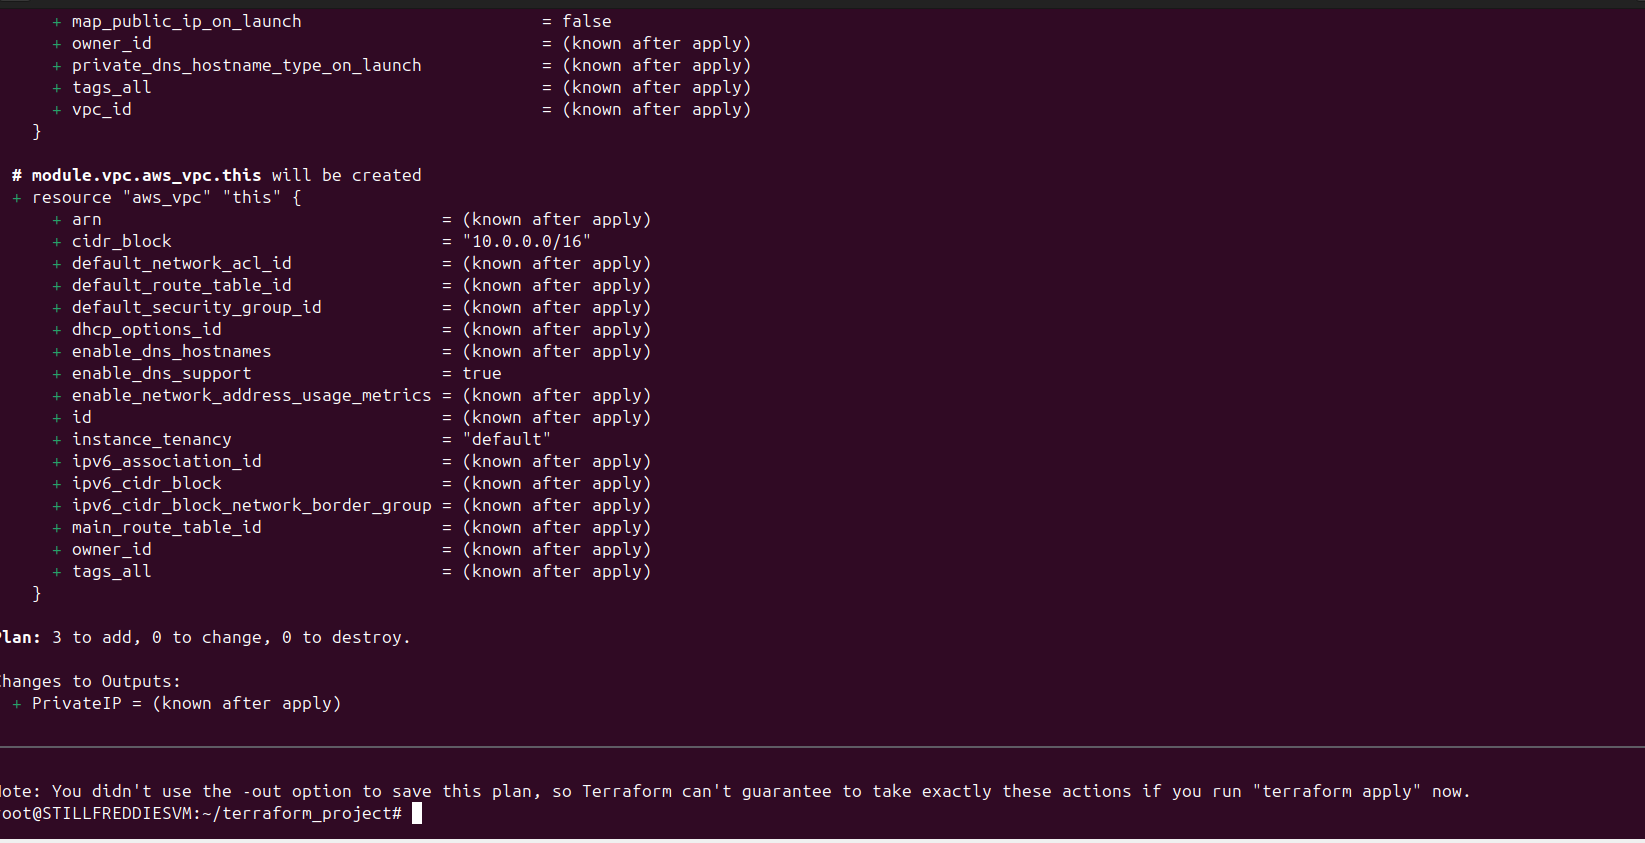 + map_public_ip_on_launch = false
+ owner_id = (known after apply)
+ private_dns_hostname_type_on_launch = (known after apply)
+ tags_all = (known after apply)
+ vpc_id = (known after apply)
}
# module.vpc.aws_vpc.this will be created
+ resource "aws_vpc" "this" {
+ arn = (known after apply)
+ cidr_block = "10.0.0.0/16"
+ default_network_acl_id = (known after apply)
+ default_route_table_id = (known after apply)
+ default_security_group_id = (known after apply)
+ dhcp_options_id = (known after apply)
+ enable_dns_hostnames = (known after apply)
+ enable_dns_support = true
+ enable_network_address_usage_metrics = (known after apply)
+ id = (known after apply)
+ instance_tenancy = "default"
+ ipv6_association_id = (known after apply)
+ ipv6_cidr_block = (known after apply)
+ ipv6_cidr_block_network_border_group = (known after apply)
+ main_route_table_id = (known after apply)
+ owner_id = (known after apply)
+ tags_all = (known after apply)
}
Plan: 3 to add, 0 to change, 0 to destroy.
Changes to Outputs:
+ PrivateIP = (known after apply)
Note: You didn't use the -out option to save this plan, so Terraform can't guarantee to take exactly these actions if you run "terraform apply" now.
root@STILLFREDDIESVM:~/terraform_project#